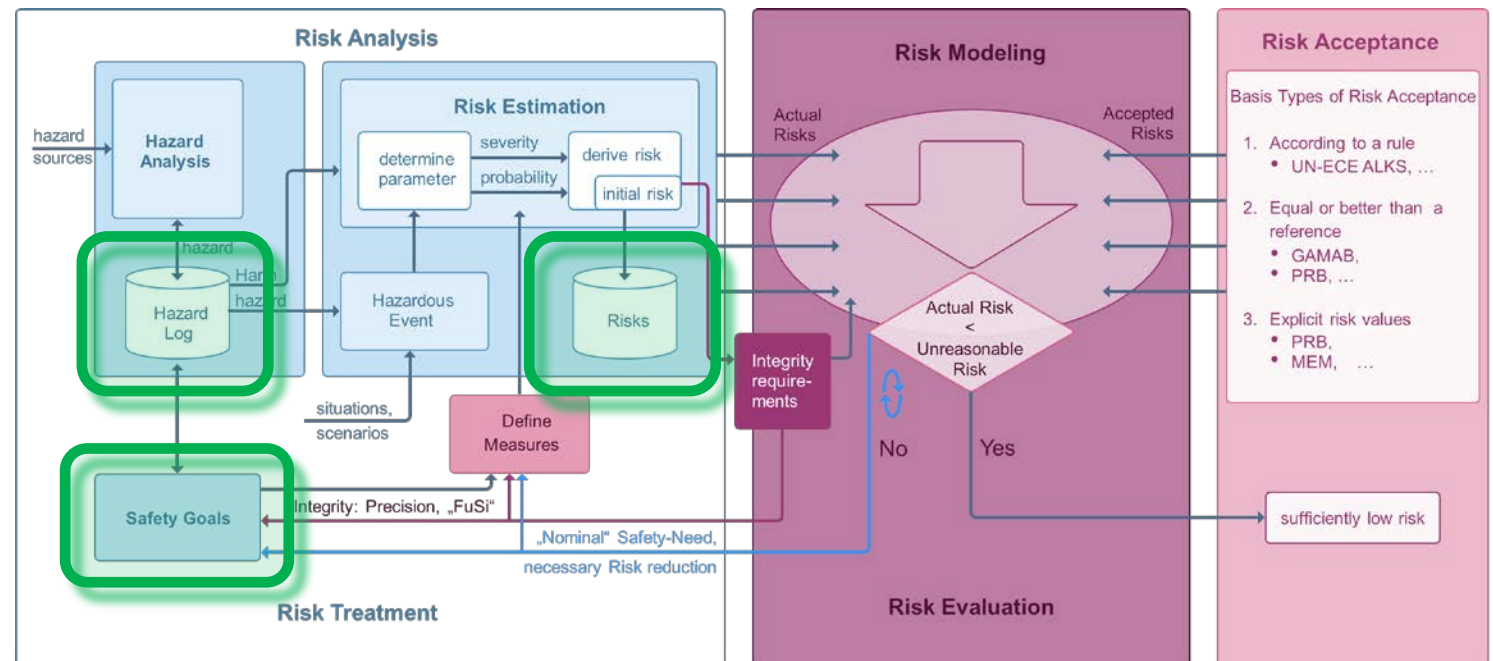 Risk Analysis
hazard
sources
Hazard
Analysis
hazard
Harm
hazard
Hazard
Log
Risk Estimation
determine
parameter
severity
probability
derive risk
initial risk
Hazardous
Event
Risks
situations,
scenarios
Define
Measures
Safety Goals
Integrity: Precision, „FuSi“
„Nominal“ Safety-Need,
necessary Risk reduction
Risk Treatment
Risk Modeling
Actual
Risks
Accepted
Risks
Actual Risk
<
Unreasonable
Risk
Integrity
require-
ments
No
Yes
Risk Evaluation
Risk Acceptance
Basis Types of Risk Acceptance
1. According to a rule
• UN-ECE ALKS, …
2. Equal or better than a
reference
• GAMAB,
• PRB, …
3. Explicit risk values
• PRB,
• MEM, …
sufficiently low risk